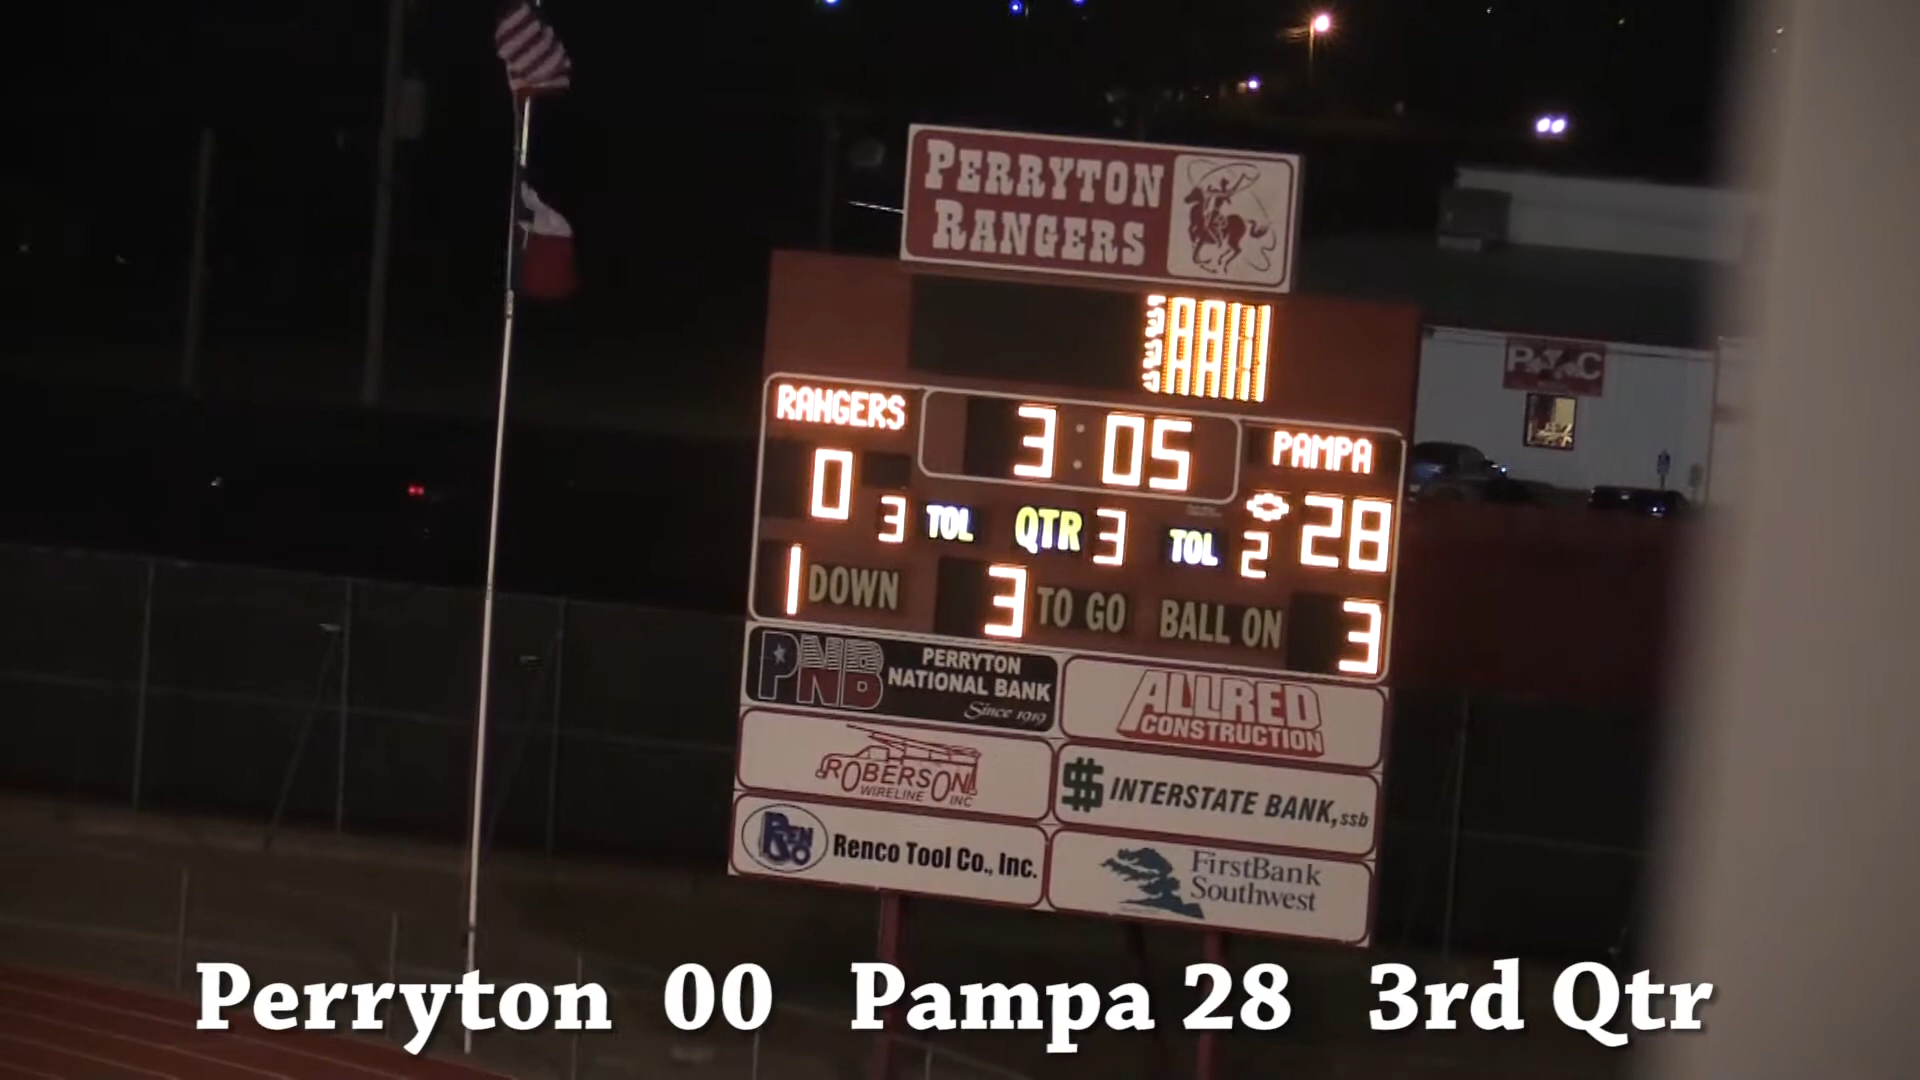 PERRYTON
RANGERS
RANGERS
3:05
PAMPA
0
3 TOL
QTR 3
TOL 2
28
1 DOWN
3 TO GO
BALL ON 3
PNB
PERRYTON
NATIONAL BANK
Since 1919
ALLRED
CONSTRUCTION
ROBERSON
WIRELINE INC
INTERSTATE BANK, ssb
Renco Tool Co., Inc.
FirstBank
Southwest
Perryton 00 Pampa 28 3rd Qtr